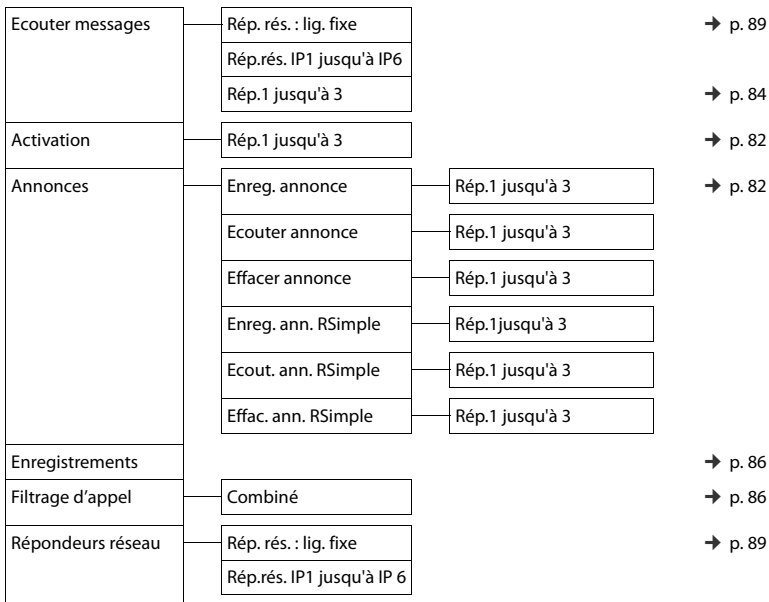 Ecouter messages Rép. rés. : lig. fixe ➔ p. 89
Rép.rés. IP1 jusqu'à IP6
Rép.1 jusqu'à 3 ➔ p. 84
Activation Rép.1 jusqu'à 3 ➔ p. 82
Annonces Enreg. annonce Rép.1 jusqu'à 3 ➔ p. 82
Ecouter annonce Rép.1 jusqu'à 3
Effacer annonce Rép.1 jusqu'à 3
Enreg. ann. RSimple Rép.1jusqu'à 3
Ecout. ann. RSimple Rép.1 jusqu'à 3
Effac. ann. RSimple Rép.1 jusqu'à 3
Enregistrements ➔ p. 86
Filtrage d’appel Combiné ➔ p. 86
Répondeurs réseau Rép. rés. : lig. fixe ➔ p. 89
Rép.rés. IP1 jusqu'à IP 6